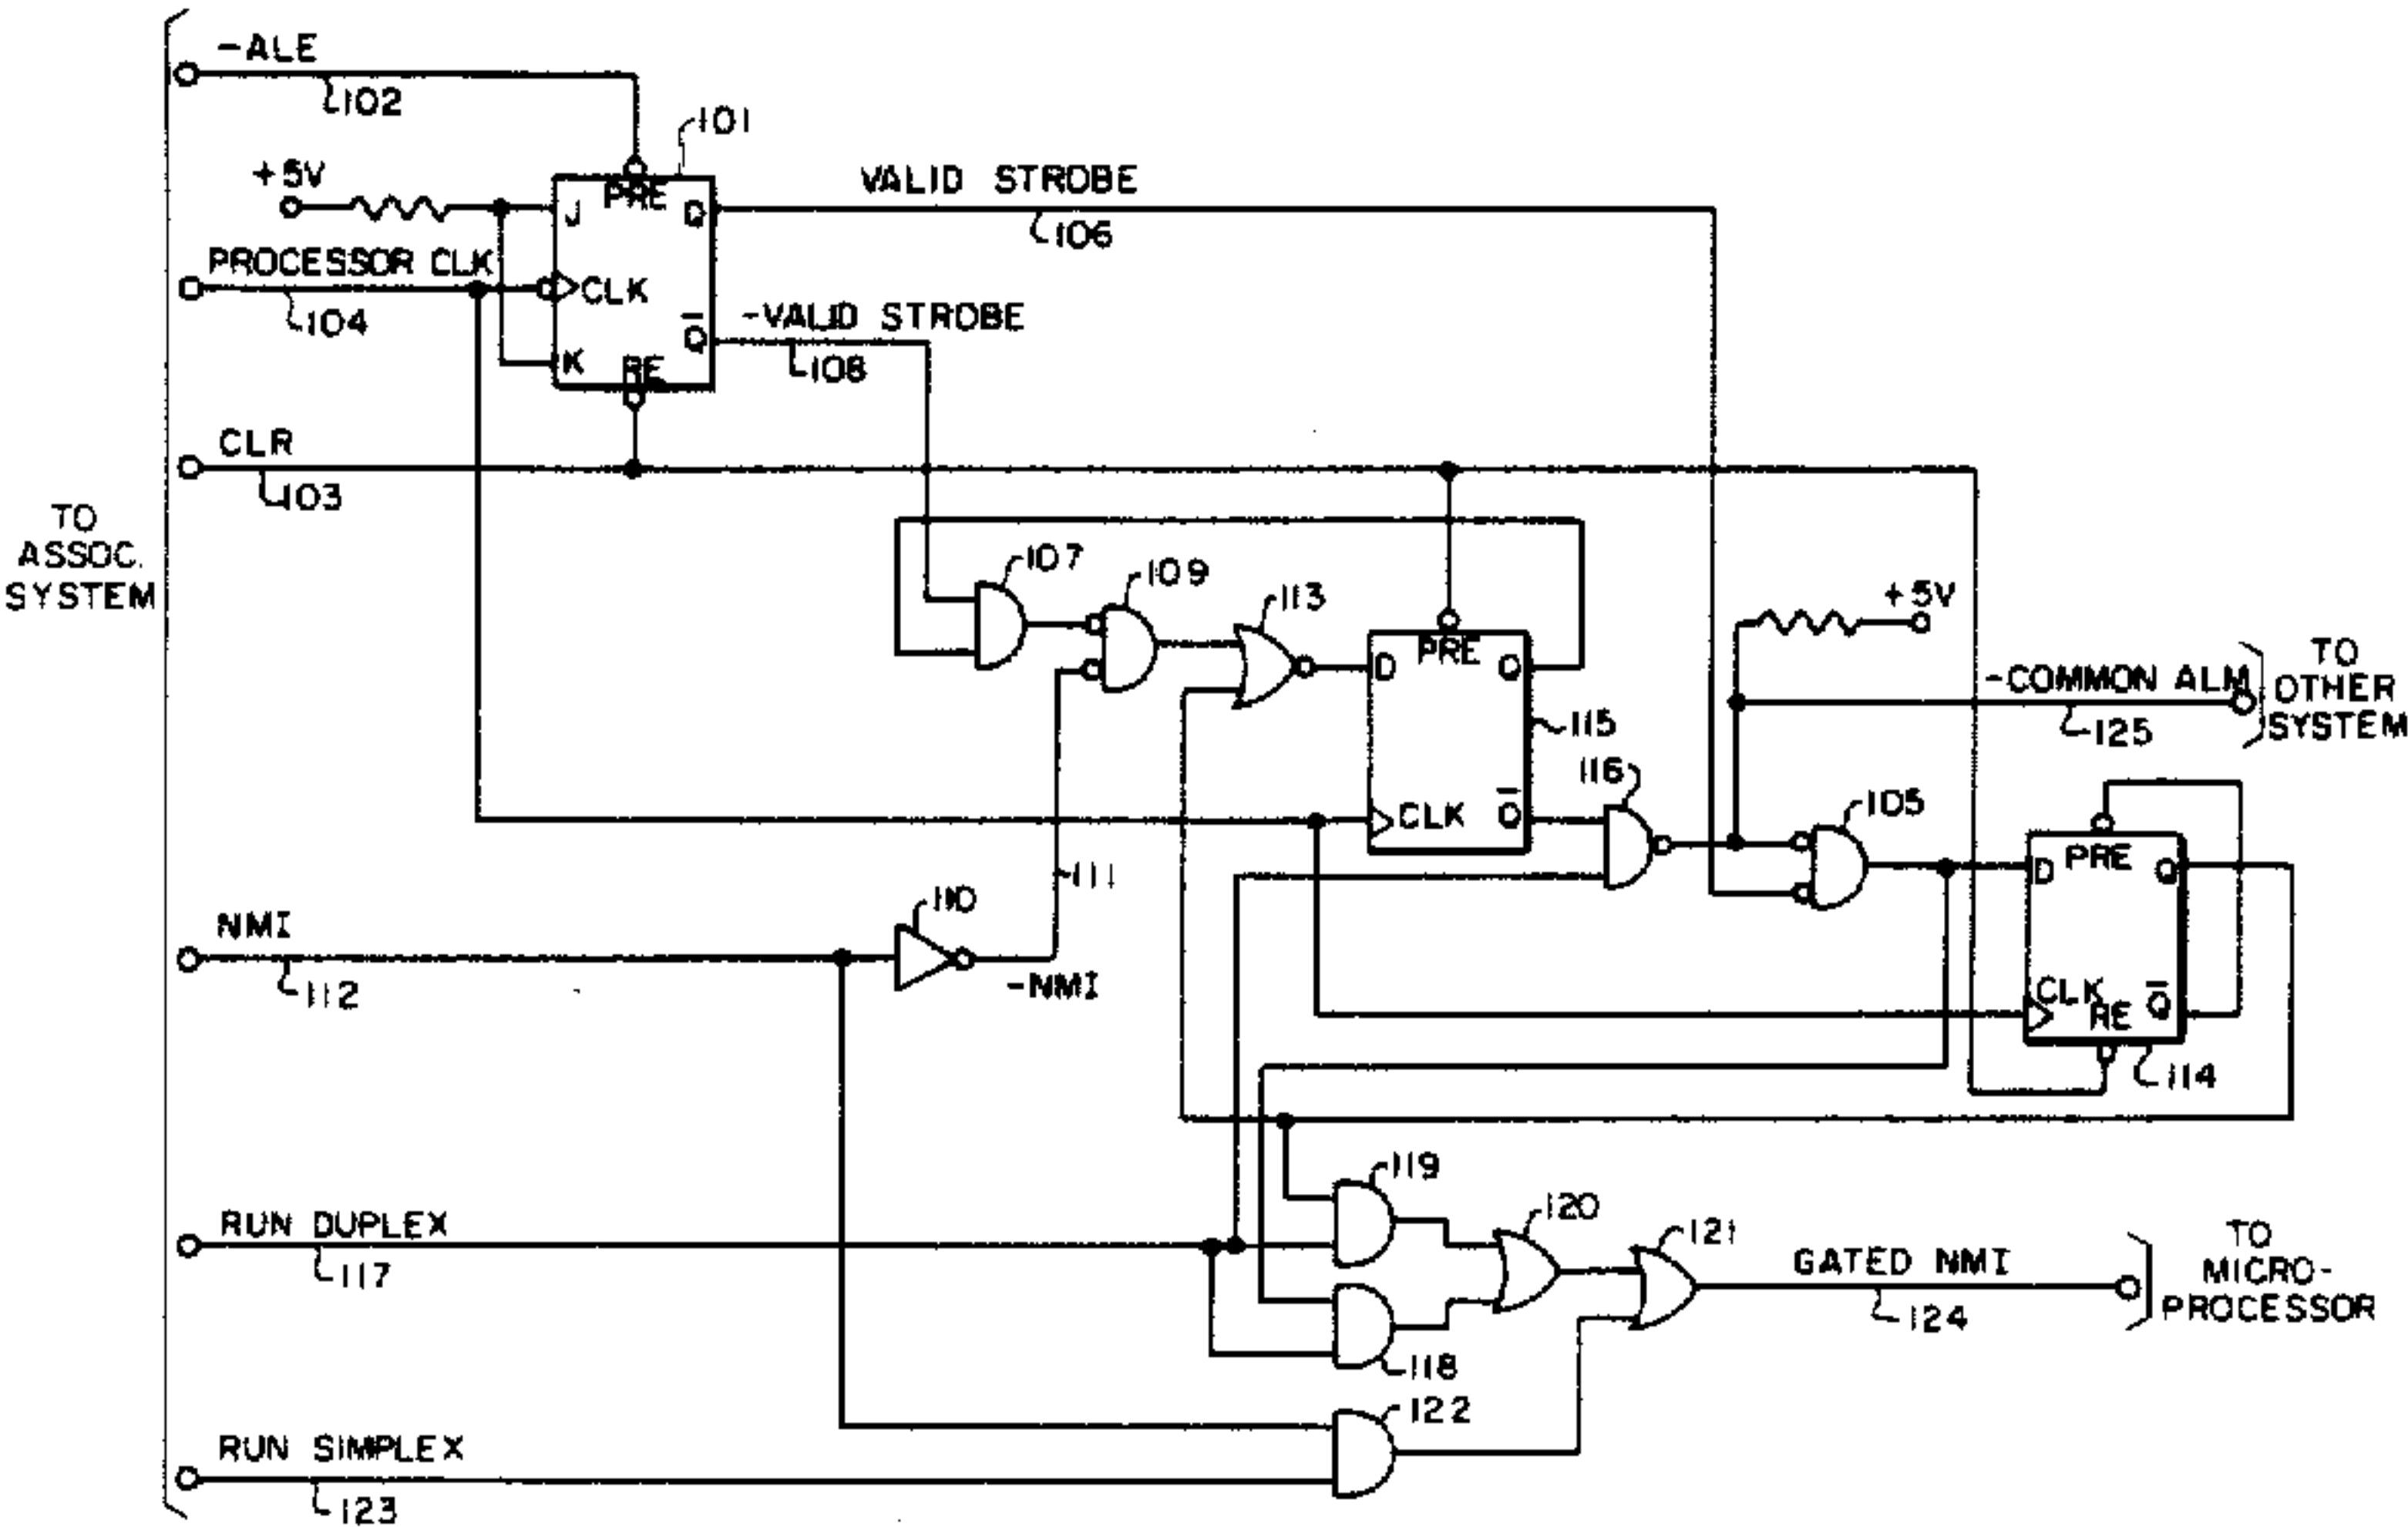 -ALE
102
101
+5V
PRE
J
Q
VALID STROBE
106
PROCESSOR CLK
CLK
104
-VALID STROBE
Q
108
K
RE
CLR
103
TO
ASSOC.
SYSTEM
107
109
113
+5V
PRE
D
Q
-COMMON ALM
125
TO
OTHER
SYSTEM
115
116
CLK
Q
105
111
D
PRE
Q
NMI
110
112
-NMI
CLK
RE
Q
114
119
RUN DUPLEX
117
120
121
GATED NMI
124
TO
MICRO-
PROCESSOR
118
122
RUN SIMPLEX
123